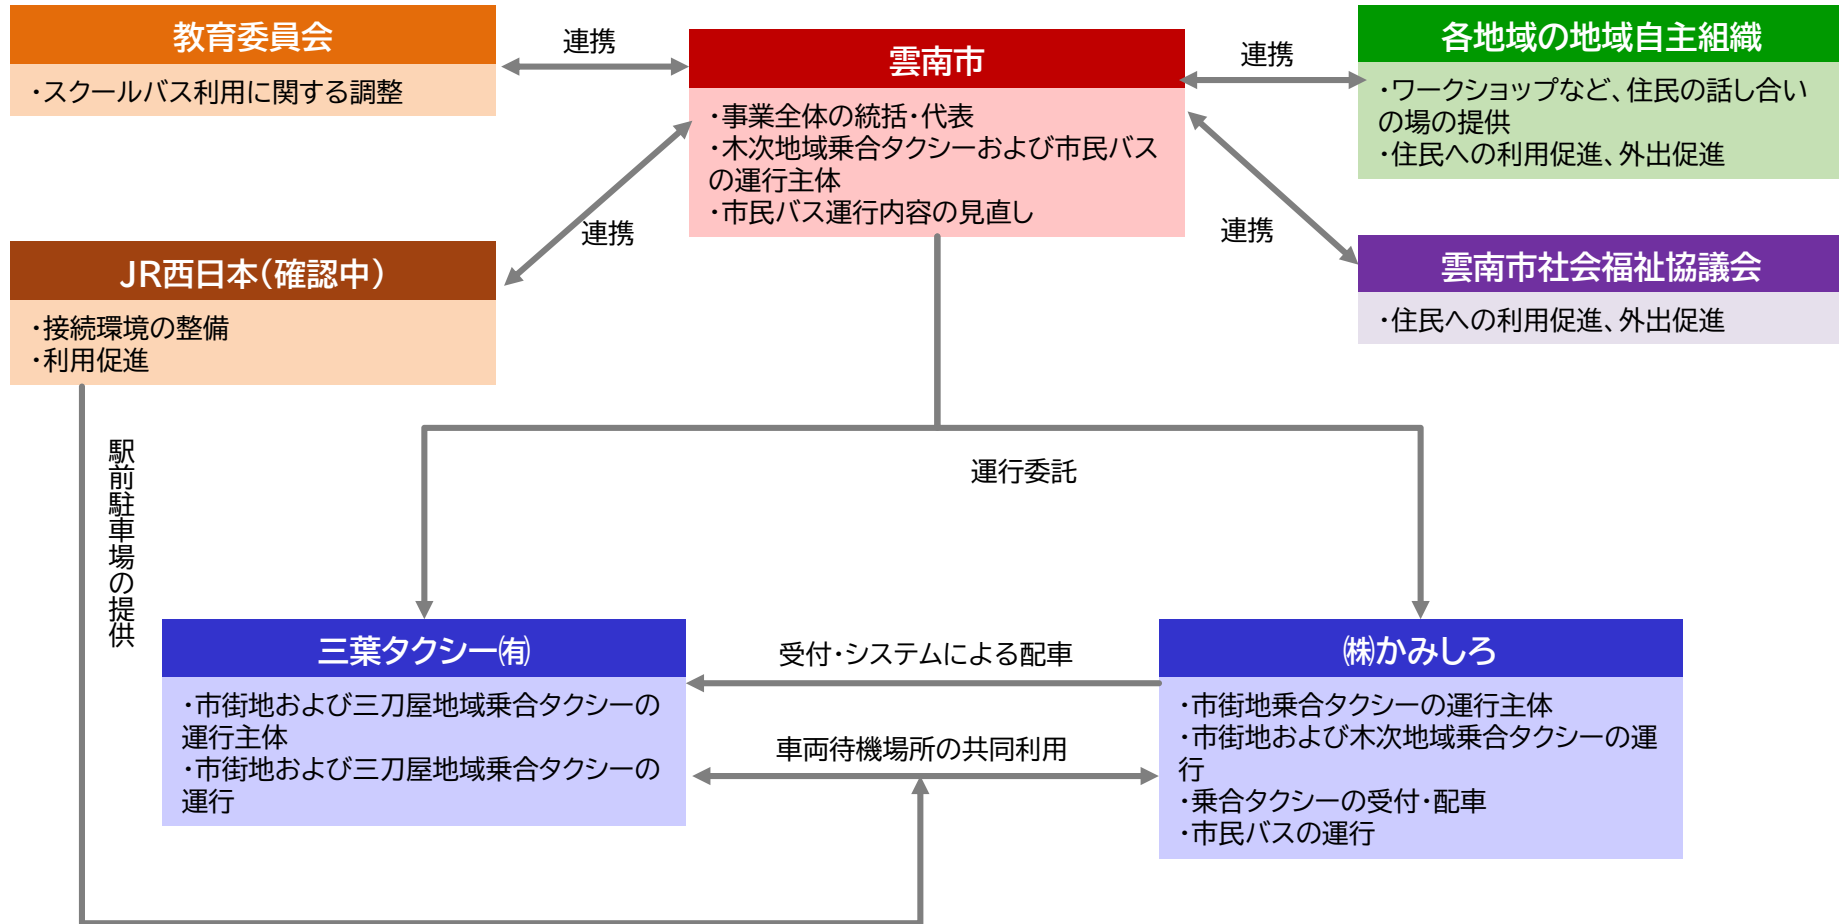 教育委員会
・スクールバス利用に関する調整
連携
雲南市
・事業全体の統括・代表
・木次地域乗合タクシーおよび市民バス
の運行主体
・市民バス運行内容の見直し
連携
各地域の地域自主組織
・ワークショップなど、住民の話し合い
の場の提供
・住民への利用促進、外出促進
連携
連携
JR西日本（確認中）
・接続環境の整備
・利用促進
雲南市社会福祉協議会
・住民への利用促進、外出促進
駅前駐車場の提供
運行委託
三葉タクシー㈲
・市街地および三刀屋地域乗合タクシーの
運行主体
・市街地および三刀屋地域乗合タクシーの
運行
受付・システムによる配車
車両待機場所の共同利用
㈱かみしろ
・市街地乗合タクシーの運行主体
・市街地および木次地域乗合タクシーの運
行
・乗合タクシーの受付・配車
・市民バスの運行